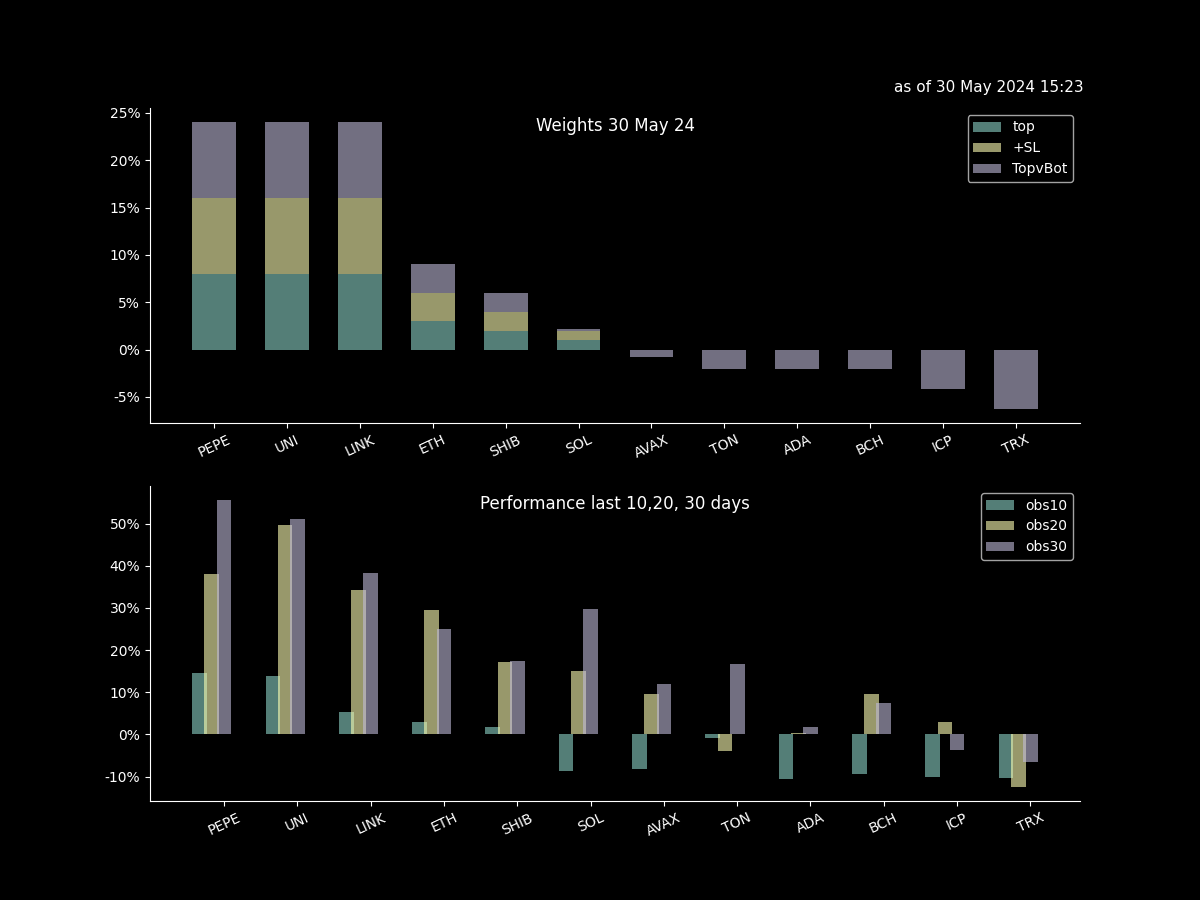 as of 30 May 2024 15:23
Weights 30 May 24
top
+SL
TopvBot
25%
20%
15%
10%
5%
0%
-5%
PEPE UNI LINK ETH SHIB SOL AVAX TON ADA BCH ICP TRX
Performance last 10,20, 30 days
obs10
obs20
obs30
50%
40%
30%
20%
10%
0%
-10%
PEPE UNI LINK ETH SHIB SOL AVAX TON ADA BCH ICP TRX